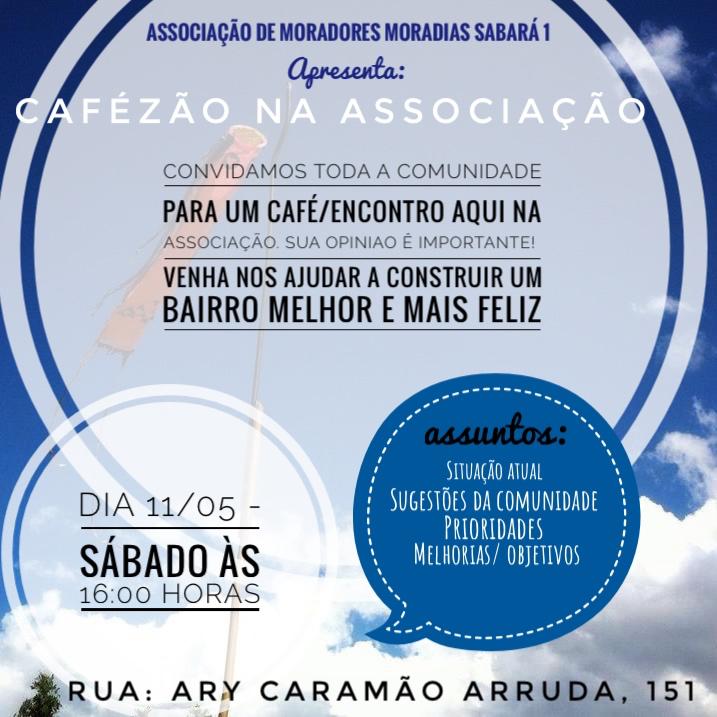 ASSOCIAÇÃO DE MORADORES MORADIAS SABARÁ 1
Apresenta:
CAFÉZÃO NA ASSOCIAÇÃO
CONVIDAMOS TODA A COMUNIDADE
PARA UM CAFÉ/ENCONTRO AQUI NA
ASSOCIAÇÃO. SUA OPINIAO É IMPORTANTE!
VENHA NOS AJUDAR A CONSTRUIR UM
BAIRRO MELHOR E MAIS FELIZ
assuntos:
SITUAÇÃO ATUAL
SUGESTÕES DA COMUNIDADE
PRIORIDADES
MELHORIAS/ OBJETIVOS
DIA 11/05 -
SÁBADO ÀS
16:00 HORAS
RUA: ARY CARAMÃO ARRUDA, 151